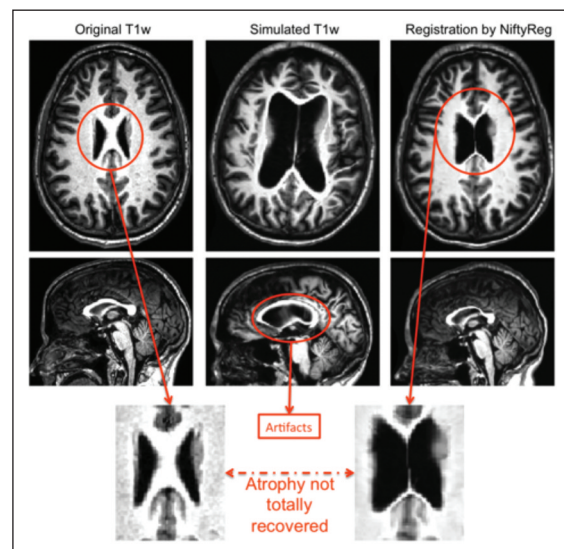 Original T1w
Simulated T1w
Registration by NiftyReg
Artifacts
Atrophy not
totally
recovered